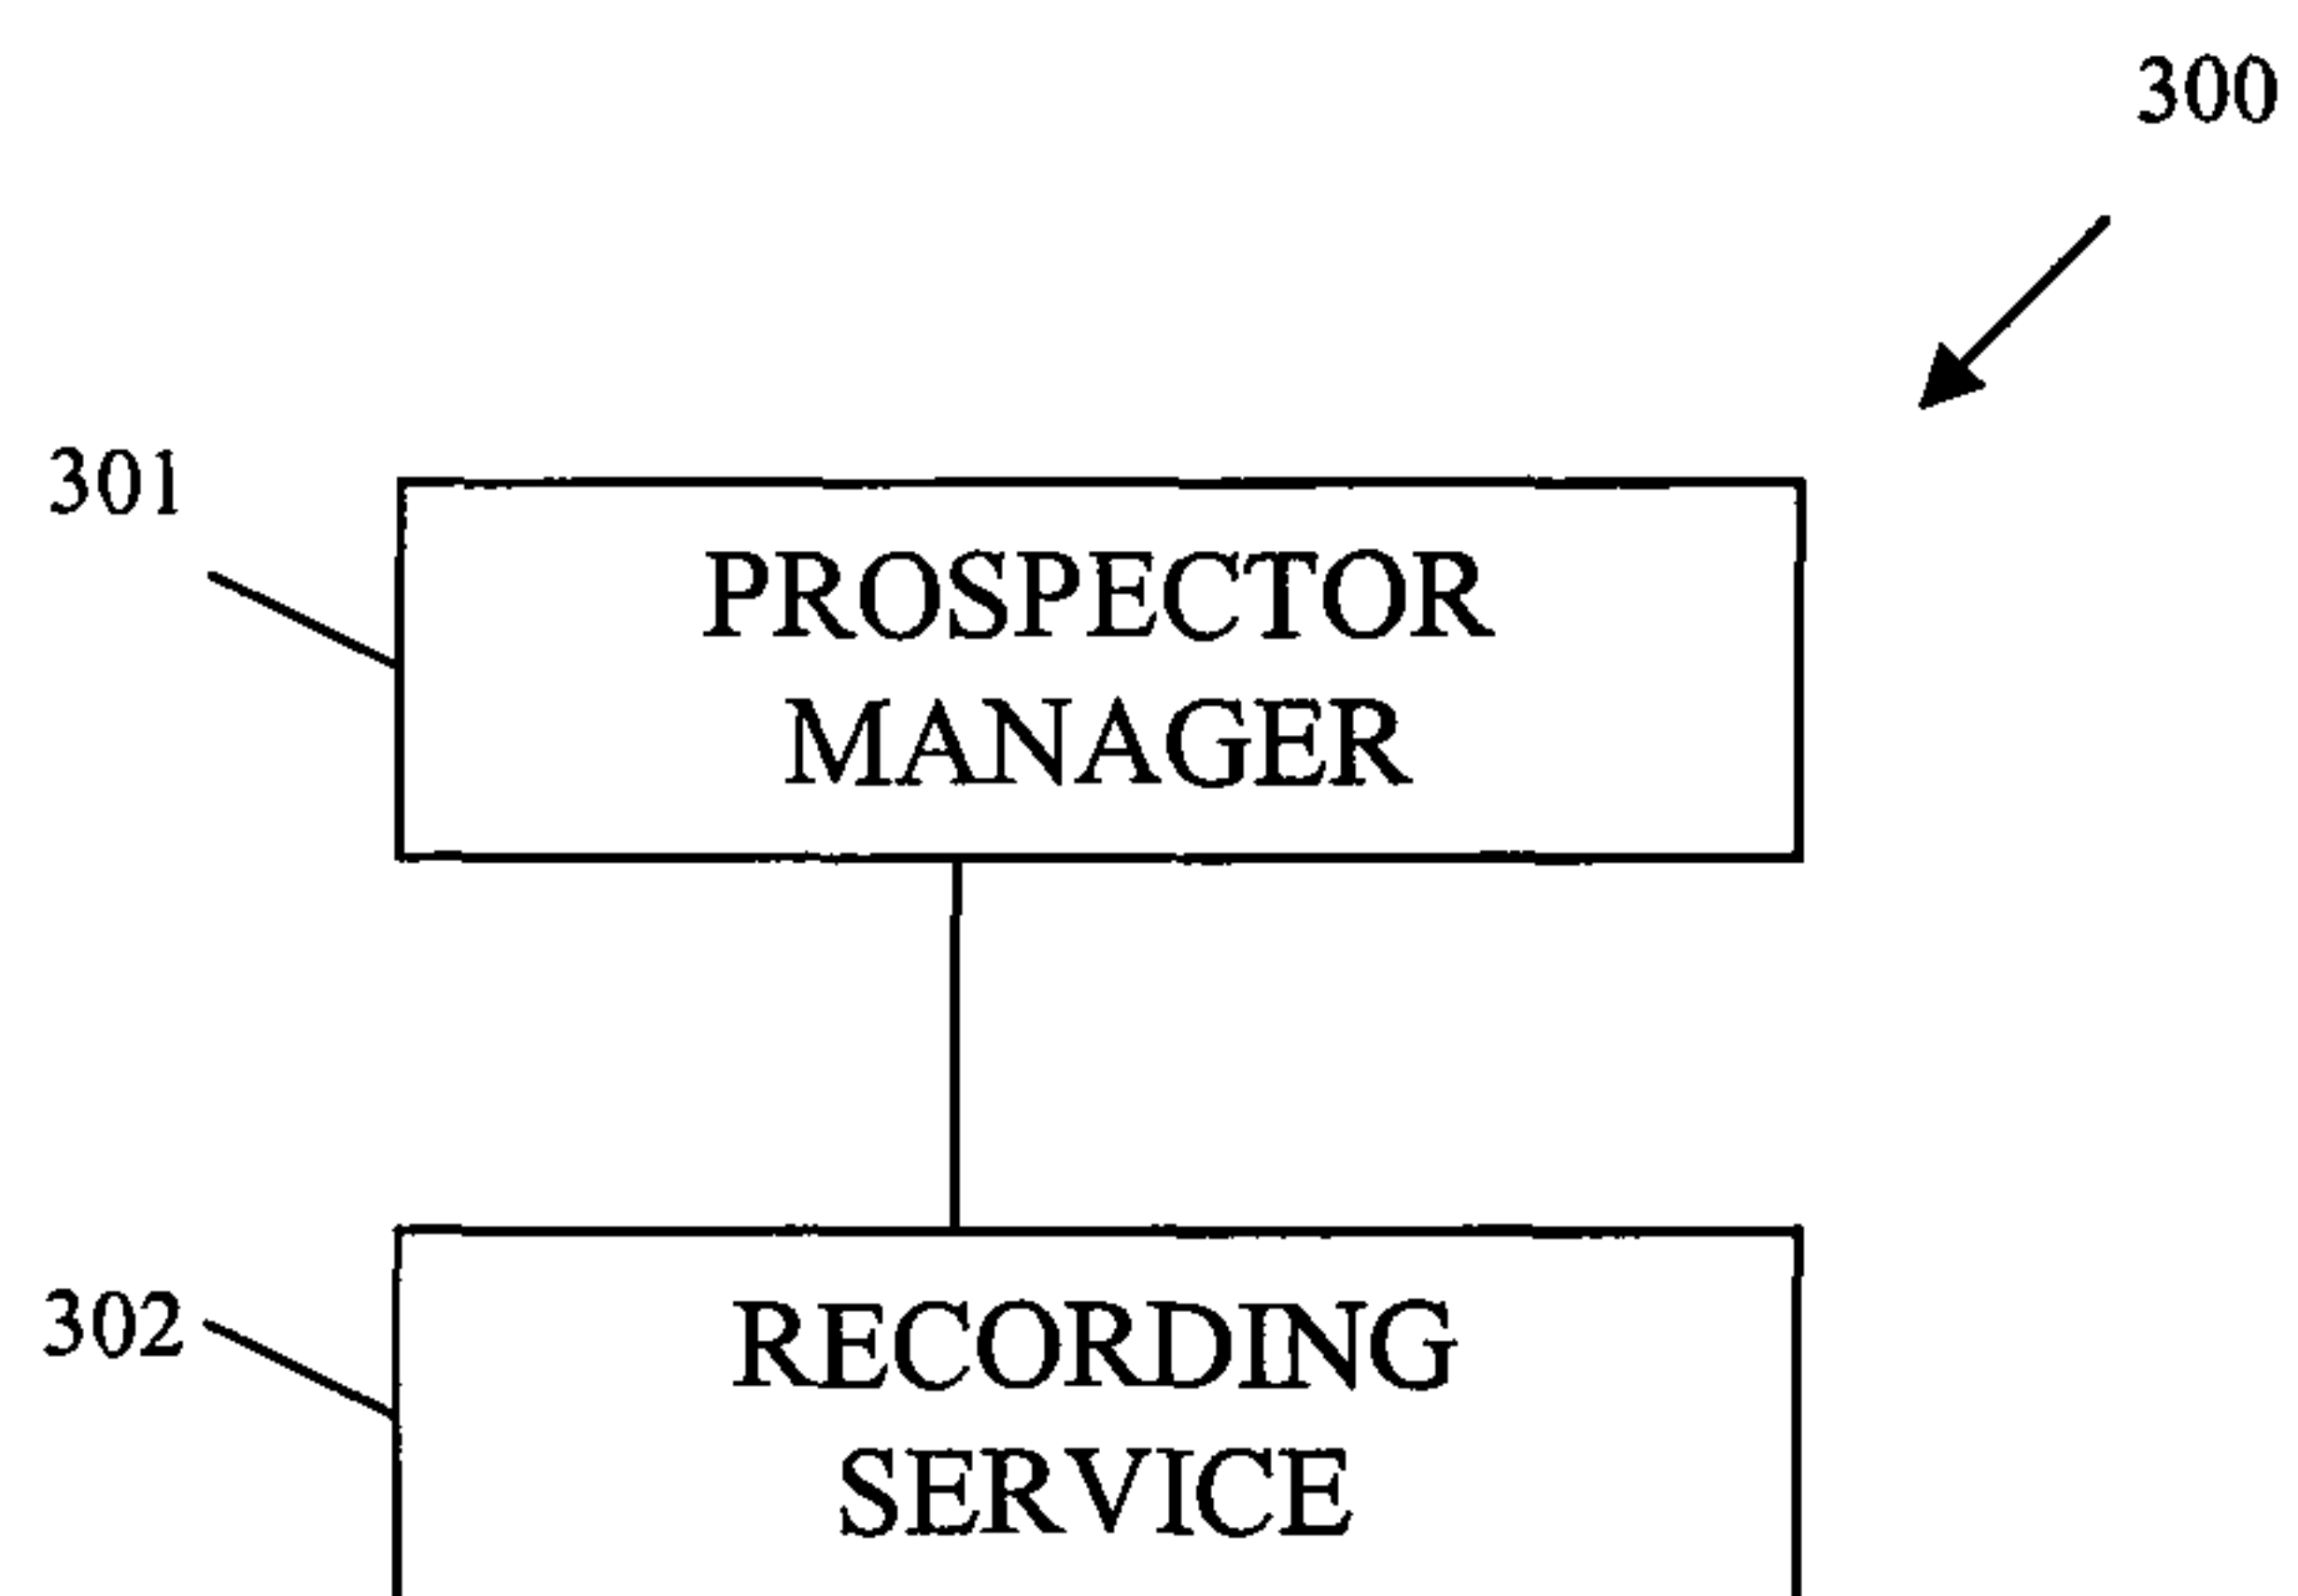 300
301
PROSPECTOR
MANAGER
302
RECORDING
SERVICE